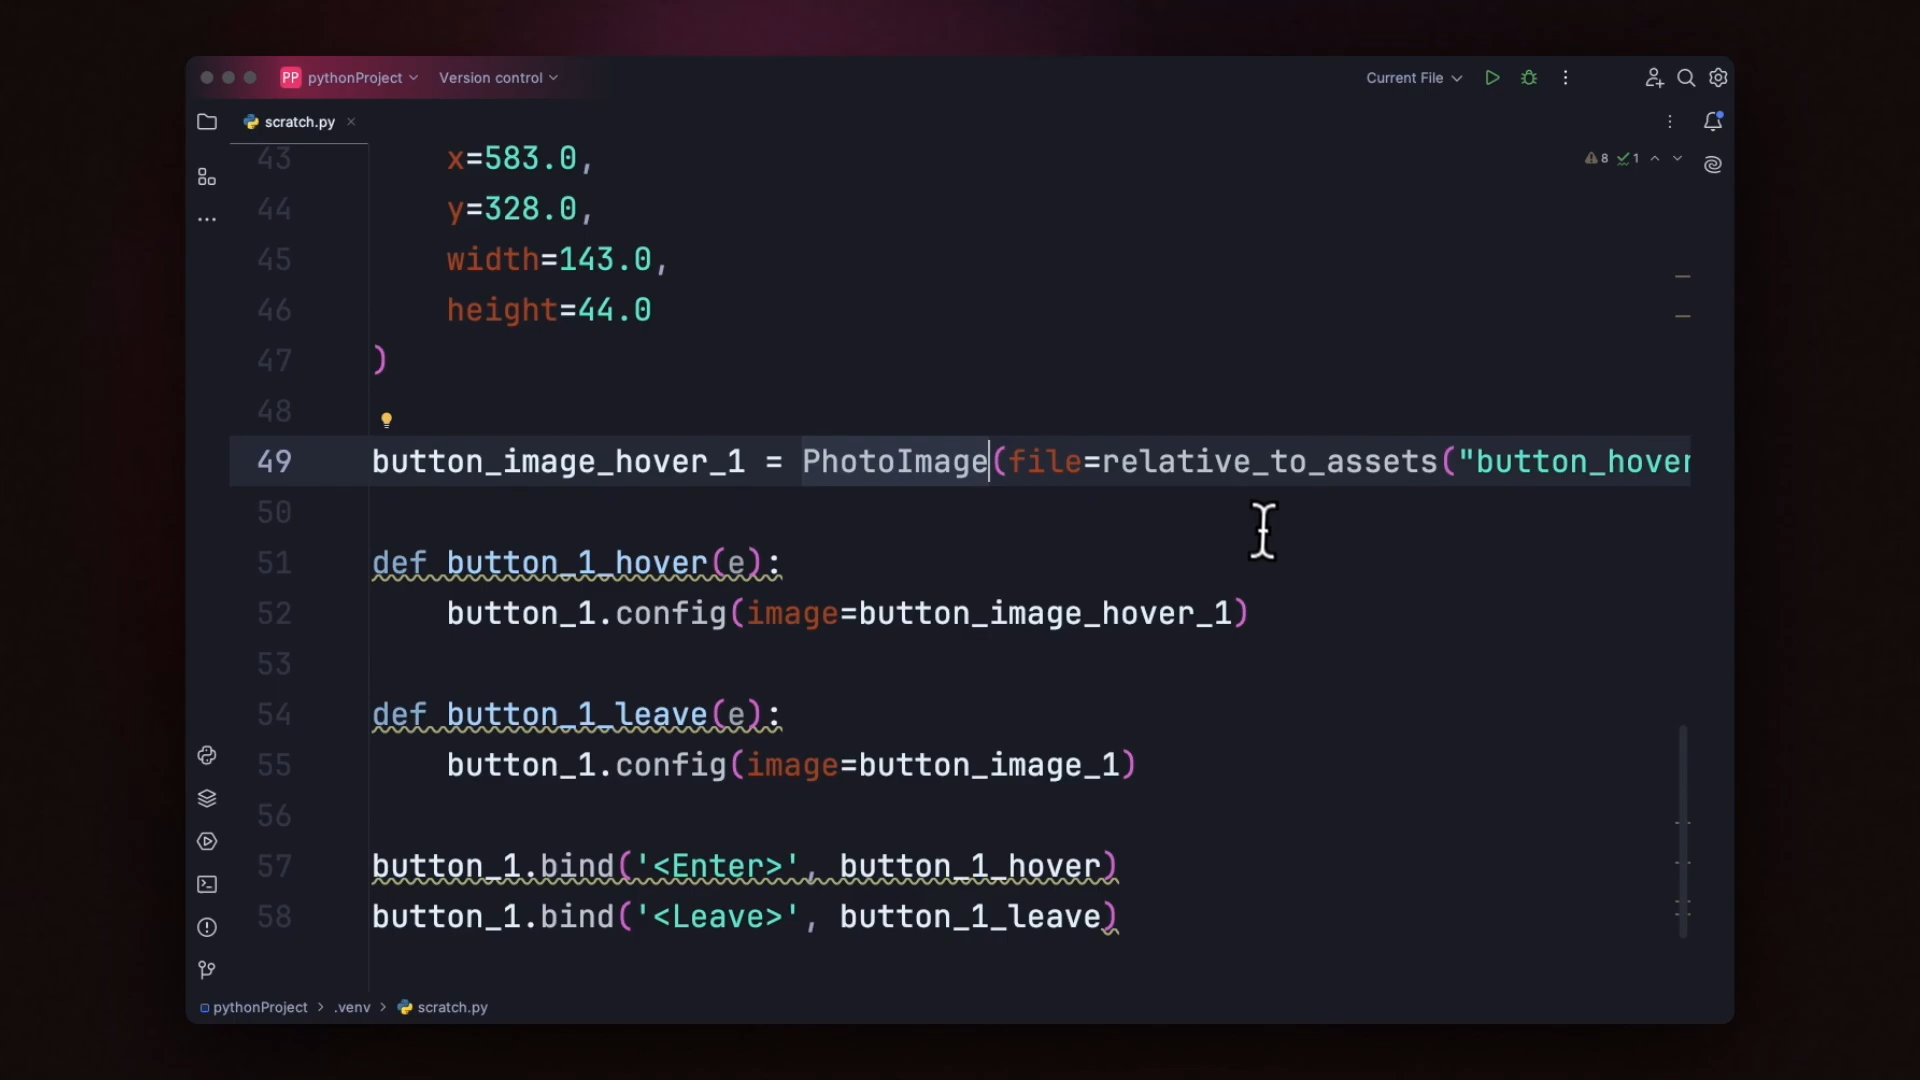 PP pythonProject Version control Current File
scratch.py
8 1
43 x=583.0,
44 y=328.0,
45 width=143.0,
46 height=44.0
47 )
48
49 button_image_hover_1 = PhotoImage(file=relative_to_assets("button_hover
50
51 def button_1_hover(e):
52 button_1.config(image=button_image_hover_1)
53
54 def button_1_leave(e):
55 button_1.config(image=button_image_1)
56
57 button_1.bind('<Enter>', button_1_hover)
58 button_1.bind('<Leave>', button_1_leave)
pythonProject > .venv > scratch.py